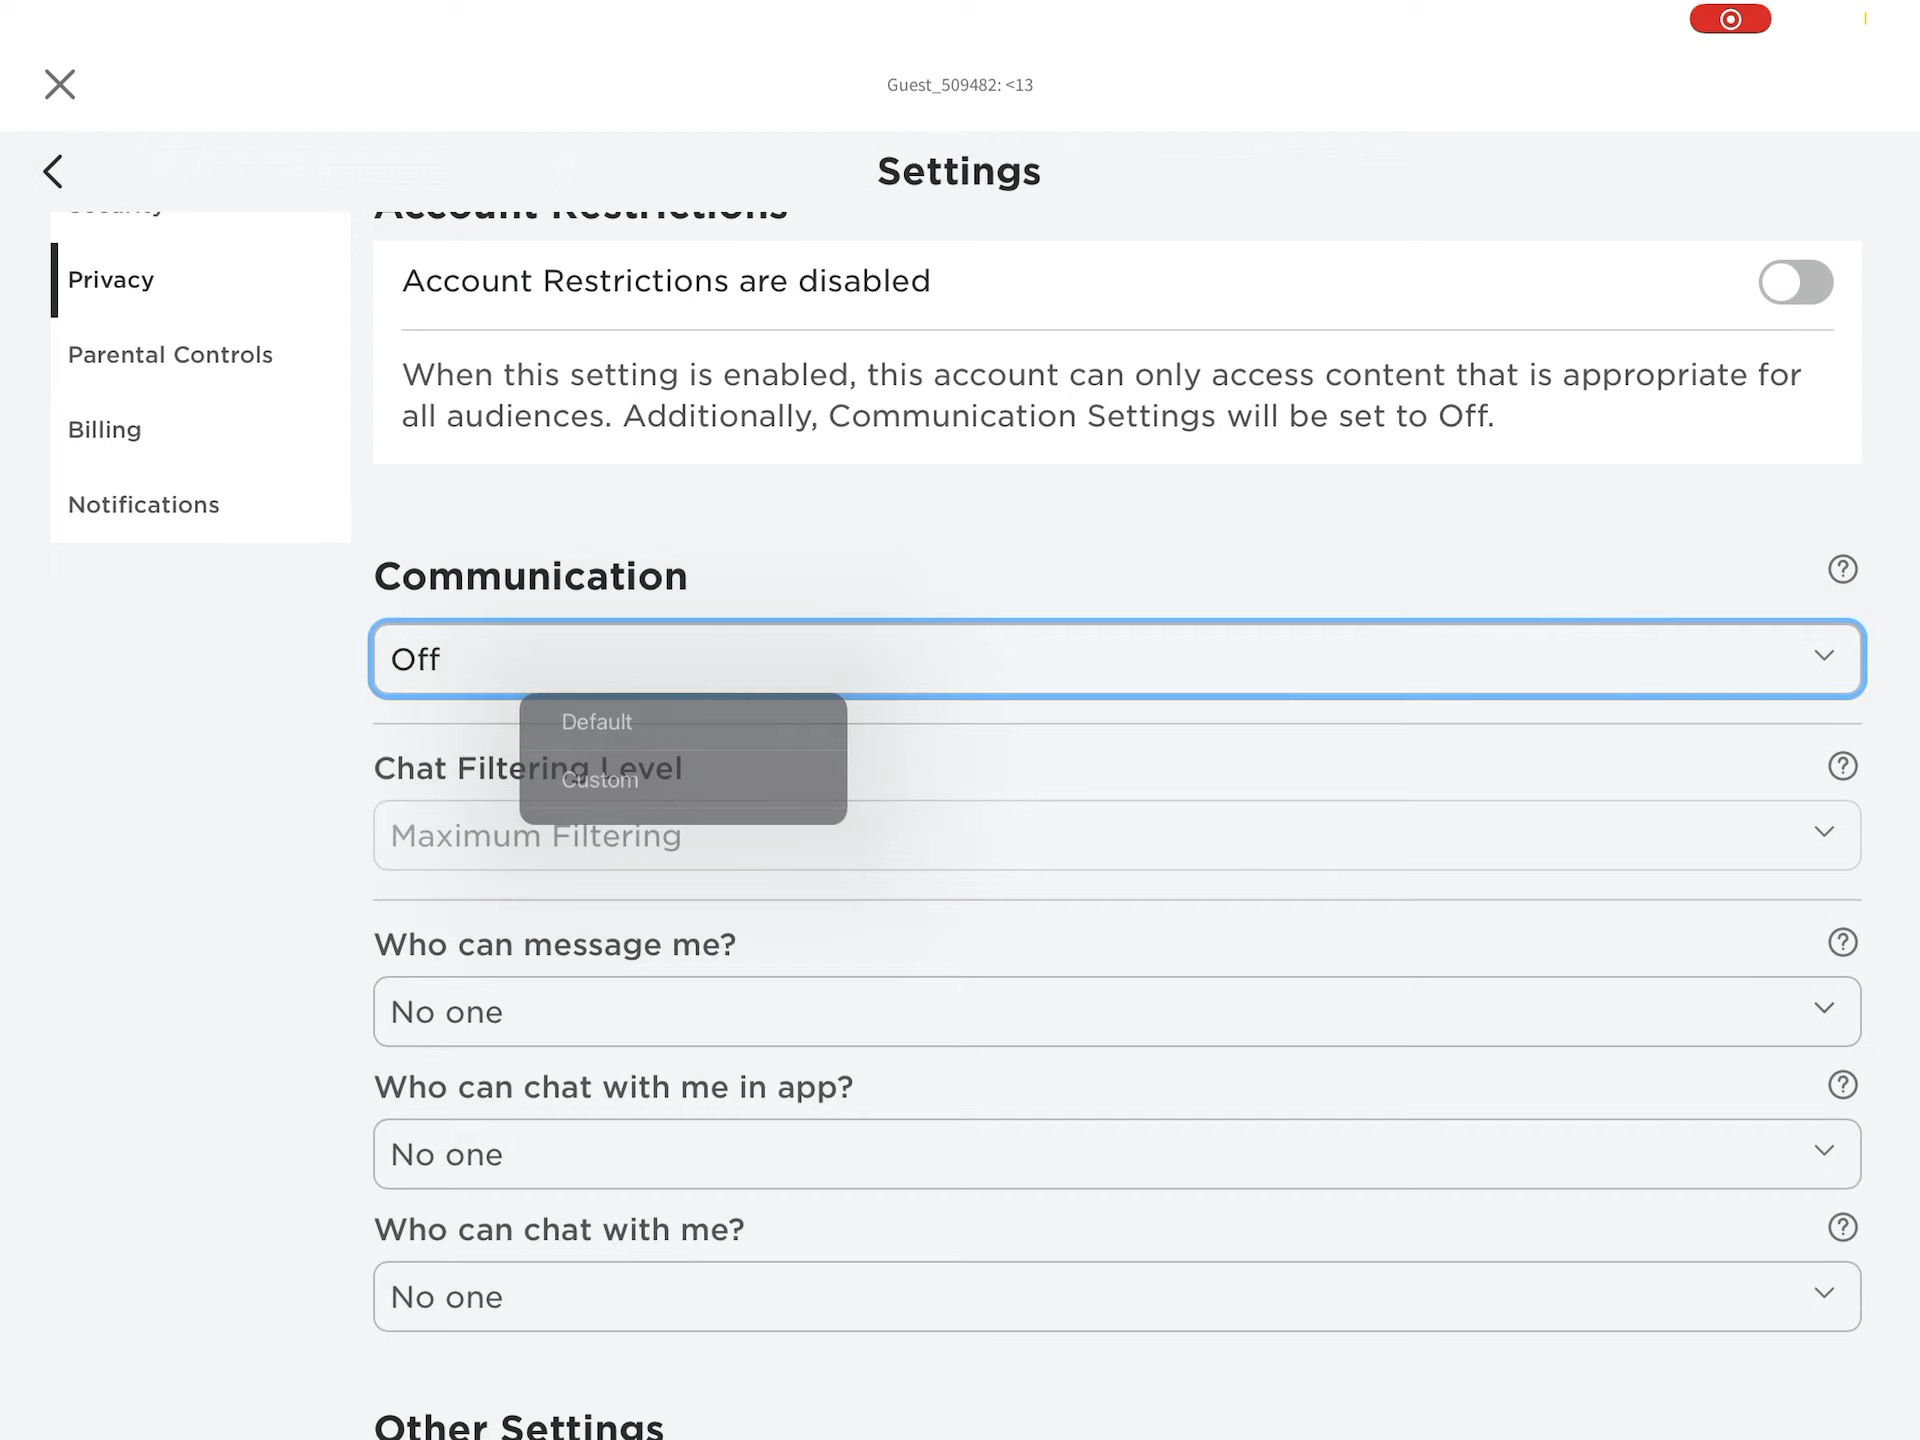 Guest_509482: <13
Settings
Security
Account Restrictions
Privacy
Parental Controls
Billing
Notifications
Account Restrictions are disabled
When this setting is enabled, this account can only access content that is appropriate for
all audiences. Additionally, Communication Settings will be set to Off.
Communication
Off
Default
Custom
Chat Filtering Level
Maximum Filtering
Who can message me?
No one
Who can chat with me in app?
No one
Who can chat with me?
No one
Other Settings